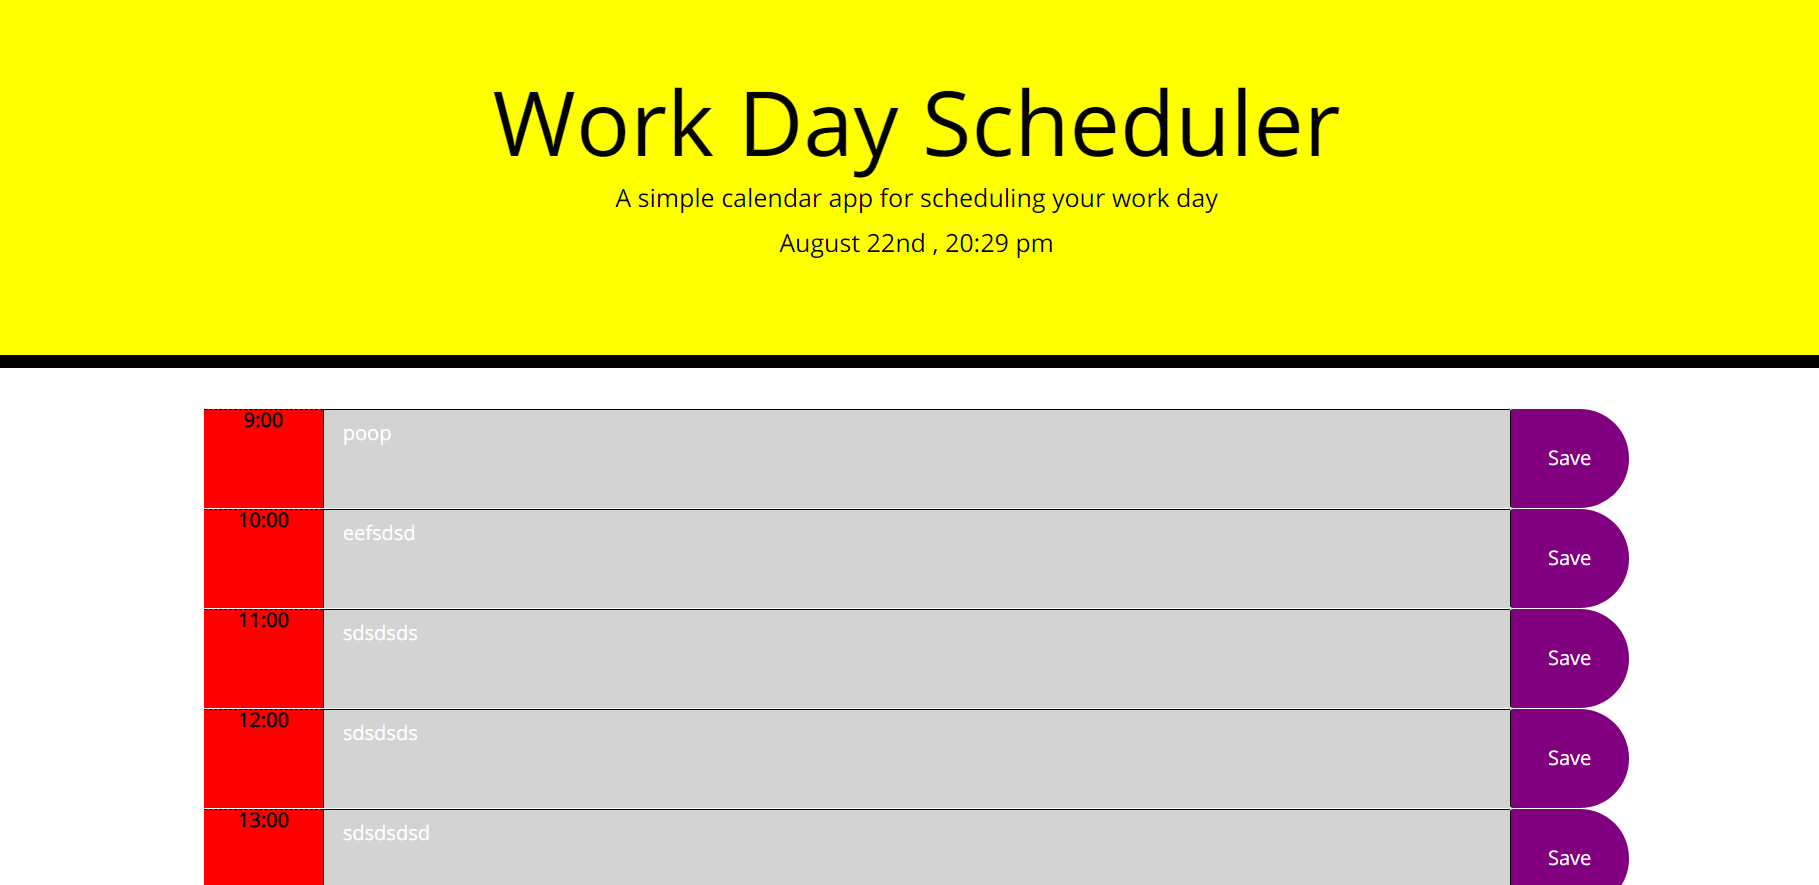 Work Day Scheduler
A simple calendar app for scheduling your work day
August 22nd , 20:29 pm
9:00 poop Save
10:00 eefsdsd Save
11:00 sdsdsds Save
12:00 sdsdsds Save
13:00 sdsdsdsd Save